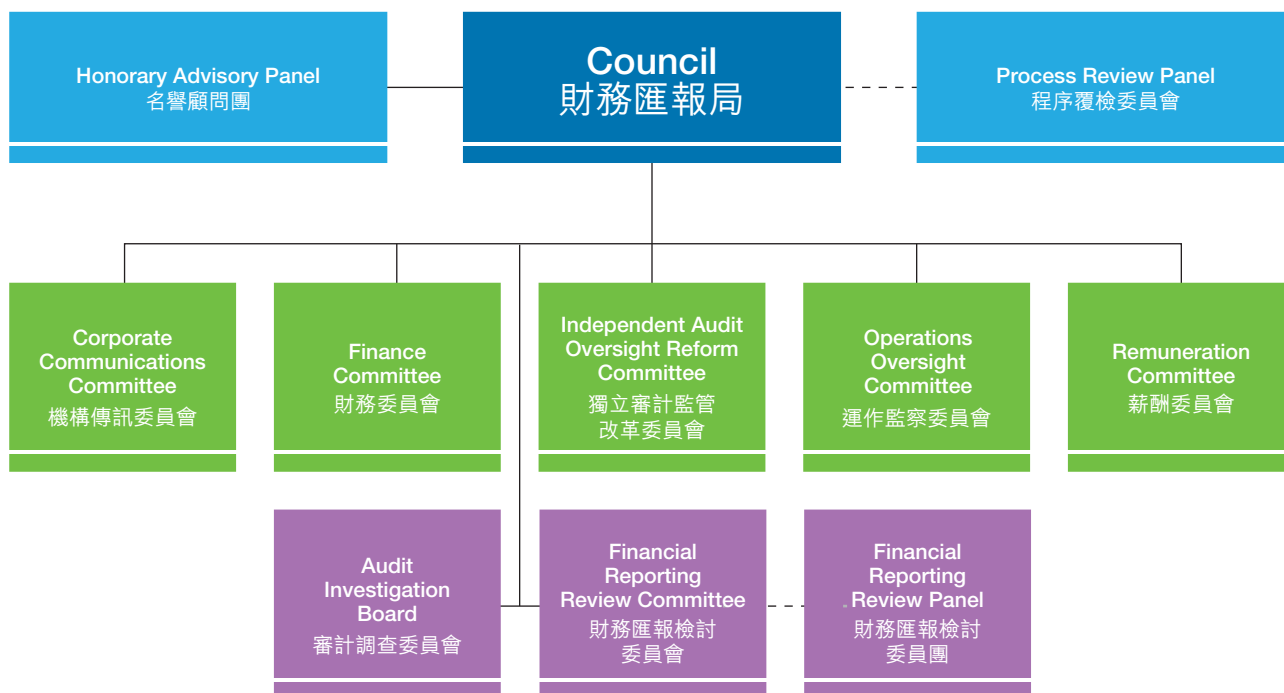 Honorary Advisory Panel
名譽顧問團
Council
財務匯報局
Process Review Panel
程序覆檢委員會
Corporate
Communications
Committee
機構傳訊委員會
Finance
Committee
財務委員會
Independent Audit
Oversight Reform
Committee
獨立審計監管
改革委員會
Operations
Oversight
Committee
運作監察委員會
Remuneration
Committee
薪酬委員會
Audit
Investigation
Board
審計調查委員會
Financial
Reporting
Review Committee
財務匯報檢討
委員會
Financial
Reporting
Review Panel
財務匯報檢討
委員團